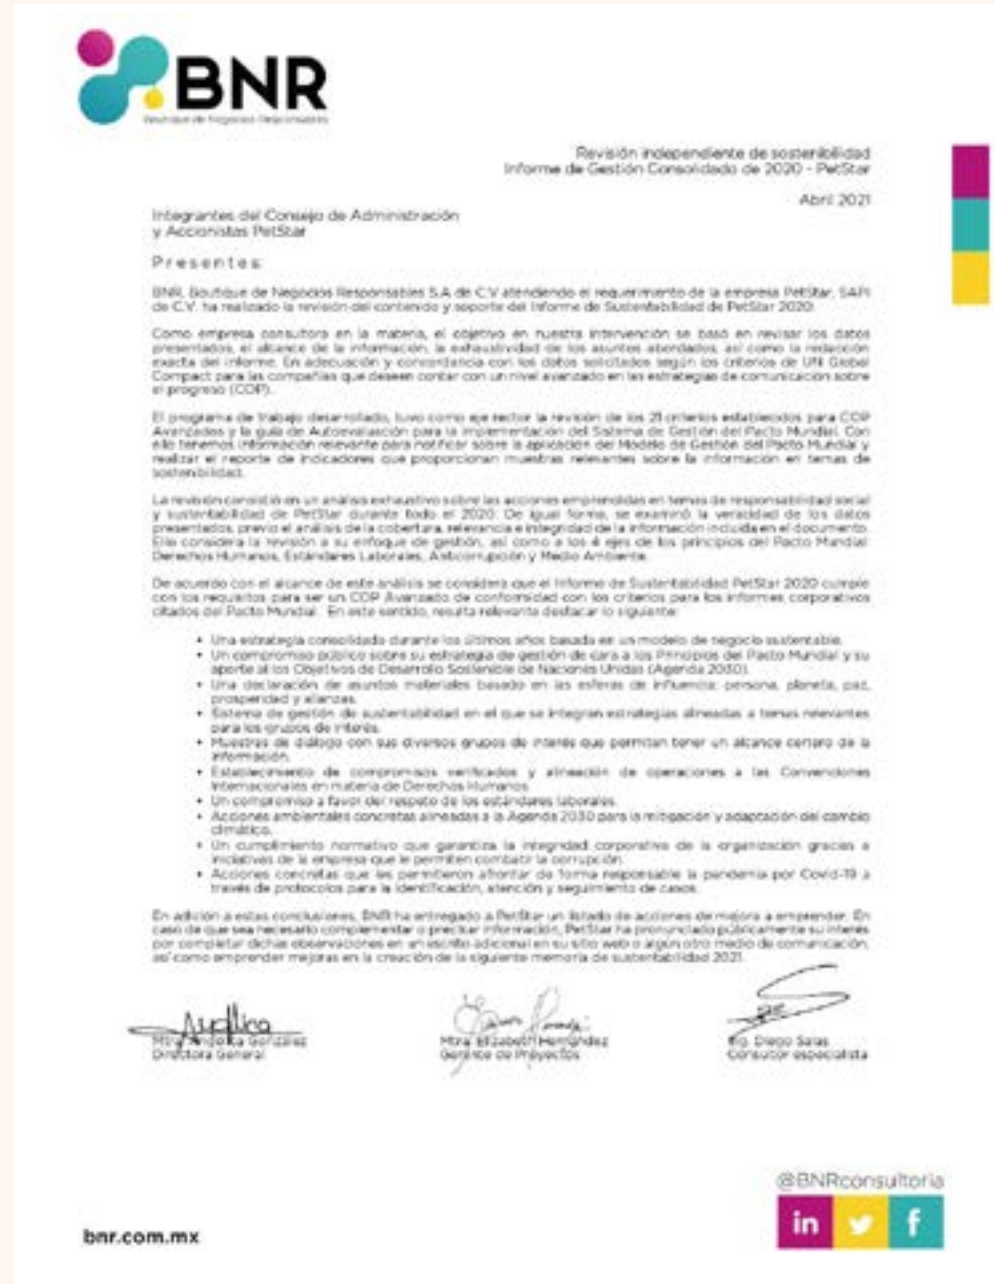 BNR
Boutique de Negocios Responsables
Revisión independiente de sostenibilidad
Informe de Gestión Consolidado de 2020 - PetStar
Abril 2021
Integrantes del Consejo de Administración
y Accionistas PetStar
Presentes:
BNR, Boutique de Negocios Responsables S.A de C.V atendiendo el requerimiento de la empresa PetStar, SAPI
de C.V. ha realizado la revisión del contenido y soporte del Informe de Sustentabilidad de PetStar 2020.
Como empresa consultora en la materia, el objetivo en nuestra intervención se basó en revisar los datos
presentados, el alcance de la información, la exhaustividad de los asuntos abordados, así como la redacción
exacta del informe. En adecuación y concordancia con los datos solicitados según los criterios de UN Global
Compact para las compañías que deseen contar con un nivel avanzado en las estrategias de comunicación sobre
el progreso (COP).
El programa de trabajo desarrollado, tuvo como eje rector la revisión de los 21 criterios establecidos para COP
Avanzados y la guía de Autoevaluación para la implementación del Sistema de Gestión del Pacto Mundial. Con
ello tenemos información relevante para notificar sobre la aplicación del Modelo de Gestión del Pacto Mundial y
realizar el reporte de indicadores que proporcionan muestras relevantes sobre la información en temas de
sostenibilidad.
La revisión consistió en un análisis exhaustivo sobre las acciones emprendidas en temas de responsabilidad social
y sustentabilidad de PetStar durante todo el 2020. De igual forma, se examinó la veracidad de los datos
presentados, previo el análisis de la cobertura, relevancia e integridad de la información incluida en el documento.
Ello considera la revisión a su enfoque de gestión, así como a los 4 ejes de los principios del Pacto Mundial:
Derechos Humanos, Estándares Laborales, Anticorrupción y Medio Ambiente.
De acuerdo con el alcance de este análisis se considera que el Informe de Sustentabilidad PetStar 2020 cumple
con los requisitos para ser un COP Avanzado de conformidad con los criterios para los informes corporativos
citados del Pacto Mundial. En este sentido, resulta relevante destacar lo siguiente:
• Una estrategia consolidada durante los últimos años basada en un modelo de negocio sustentable.
• Un compromiso público sobre su estrategia de gestión de cara a los Principios del Pacto Mundial y su
aporte al los Objetivos de Desarrollo Sostenible de Naciones Unidas (Agenda 2030).
• Una declaración de asuntos materiales basado en las esferas de influencia: persona, planeta, paz,
prosperidad y alianzas.
• Sistema de gestión de sustentabilidad en el que se integran estrategias alineadas a temas relevantes
para los grupos de interés.
• Muestras de diálogo con sus diversos grupos de interés que permitan tener un alcance certero de la
información.
• Establecimiento de compromisos verificados y alineación de operaciones a las Convenciones
Internacionales en materia de Derechos Humanos.
• Un compromiso a favor del respeto de los estándares laborales.
• Acciones ambientales concretas alineadas a la Agenda 2030 para la mitigación y adaptación del cambio
climático.
• Un cumplimiento normativo que garantiza la integridad corporativa de la organización gracias a
iniciativas de la empresa que le permiten combatir la corrupción.
• Acciones concretas que les permitieron afrontar de forma responsable la pandemia por Covid-19 a
través de protocolos para la identificación, atención y seguimiento de casos.
En adición a estas conclusiones, BNR ha entregado a PetStar un listado de acciones de mejora a emprender. En
caso de que sea necesario complementar o precisar información, PetStar ha pronunciado públicamente su interés
por completar dichas observaciones en un escrito adicional en su sitio web o algún otro medio de comunicación,
así como emprender mejoras en la creación de la siguiente memoria de sustentabilidad 2021.
Angélica
Mtra. Angélica González
Directora General
Mtra. Elizabeth Hernández
Gerente de Proyectos
Ing. Diego Salas
Consultor especialista
@BNRconsultoria
in
f
bnr.com.mx